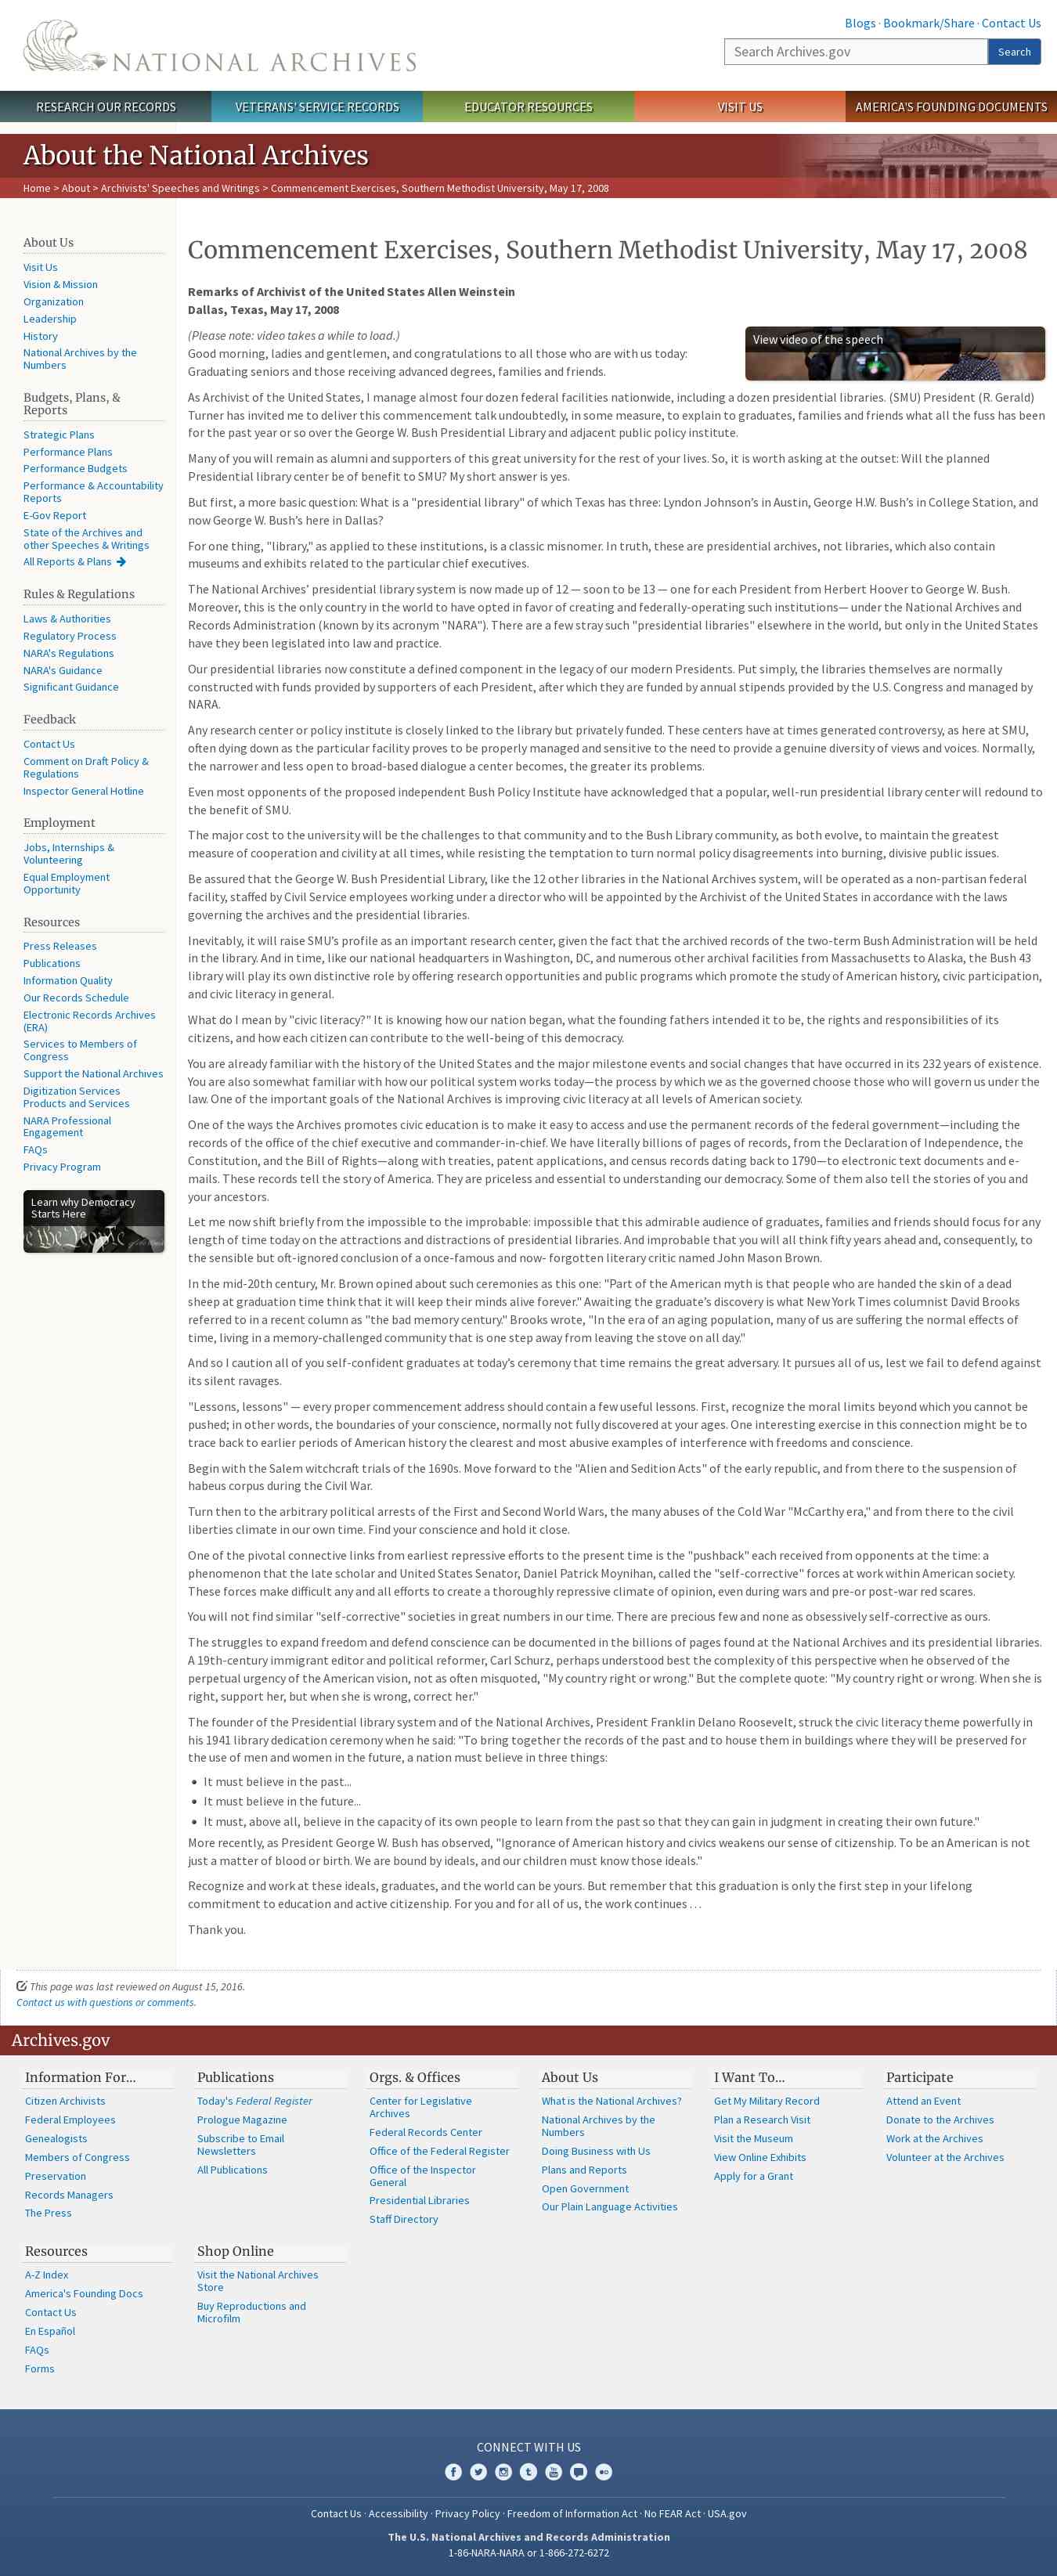 Blogs · Bookmark/Share · Contact Us
NATIONAL ARCHIVES
Search Archives.gov
Search
RESEARCH OUR RECORDS
VETERANS' SERVICE RECORDS
EDUCATOR RESOURCES
VISIT US
AMERICA'S FOUNDING DOCUMENTS
About the National Archives
Home > About > Archivists' Speeches and Writings > Commencement Exercises, Southern Methodist University, May 17, 2008
About Us
Visit Us
Vision & Mission
Organization
Leadership
History
National Archives by the
Numbers
Budgets, Plans, &
Reports
Strategic Plans
Performance Plans
Performance Budgets
Performance & Accountability
Reports
E-Gov Report
State of the Archives and
other Speeches & Writings
All Reports & Plans
Rules & Regulations
Laws & Authorities
Regulatory Process
NARA's Regulations
NARA's Guidance
Significant Guidance
Feedback
Contact Us
Comment on Draft Policy &
Regulations
Inspector General Hotline
Employment
Jobs, Internships &
Volunteering
Equal Employment
Opportunity
Resources
Press Releases
Publications
Information Quality
Our Records Schedule
Electronic Records Archives
(ERA)
Services to Members of
Congress
Support the National Archives
Digitization Services
Products and Services
NARA Professional
Engagement
FAQs
Privacy Program
Learn why Democracy
Starts Here
We The People
Commencement Exercises, Southern Methodist University, May 17, 2008
Remarks of Archivist of the United States Allen Weinstein
Dallas, Texas, May 17, 2008
View video of the speech
(Please note: video takes a while to load.)
Good morning, ladies and gentlemen, and congratulations to all those who are with us today:
Graduating seniors and those receiving advanced degrees, families and friends.
As Archivist of the United States, I manage almost four dozen federal facilities nationwide, including a dozen presidential libraries. (SMU) President (R. Gerald)
Turner has invited me to deliver this commencement talk undoubtedly, in some measure, to explain to graduates, families and friends what all the fuss has been
for the past year or so over the George W. Bush Presidential Library and adjacent public policy institute.
Many of you will remain as alumni and supporters of this great university for the rest of your lives. So, it is worth asking at the outset: Will the planned
Presidential library center be of benefit to SMU? My short answer is yes.
But first, a more basic question: What is a "presidential library" of which Texas has three: Lyndon Johnson’s in Austin, George H.W. Bush’s in College Station, and
now George W. Bush’s here in Dallas?
For one thing, "library," as applied to these institutions, is a classic misnomer. In truth, these are presidential archives, not libraries, which also contain
museums and exhibits related to the particular chief executives.
The National Archives’ presidential library system is now made up of 12 — soon to be 13 — one for each President from Herbert Hoover to George W. Bush.
Moreover, this is the only country in the world to have opted in favor of creating and federally-operating such institutions— under the National Archives and
Records Administration (known by its acronym "NARA"). There are a few stray such "presidential libraries" elsewhere in the world, but only in the United States
have they been legislated into law and practice.
Our presidential libraries now constitute a defined component in the legacy of our modern Presidents. Put simply, the libraries themselves are normally
constructed with funds provided by supporters of each President, after which they are funded by annual stipends provided by the U.S. Congress and managed by
NARA.
Any research center or policy institute is closely linked to the library but privately funded. These centers have at times generated controversy, as here at SMU,
often dying down as the particular facility proves to be properly managed and sensitive to the need to provide a genuine diversity of views and voices. Normally,
the narrower and less open to broad-based dialogue a center becomes, the greater its problems.
Even most opponents of the proposed independent Bush Policy Institute have acknowledged that a popular, well-run presidential library center will redound to
the benefit of SMU.
The major cost to the university will be the challenges to that community and to the Bush Library community, as both evolve, to maintain the greatest
measure of cooperation and civility at all times, while resisting the temptation to turn normal policy disagreements into burning, divisive public issues.
Be assured that the George W. Bush Presidential Library, like the 12 other libraries in the National Archives system, will be operated as a non-partisan federal
facility, staffed by Civil Service employees working under a director who will be appointed by the Archivist of the United States in accordance with the laws
governing the archives and the presidential libraries.
Inevitably, it will raise SMU’s profile as an important research center, given the fact that the archived records of the two-term Bush Administration will be held
in the library. And in time, like our national headquarters in Washington, DC, and numerous other archival facilities from Massachusetts to Alaska, the Bush 43
library will play its own distinctive role by offering research opportunities and public programs which promote the study of American history, civic participation,
and civic literacy in general.
What do I mean by "civic literacy?" It is knowing how our nation began, what the founding fathers intended it to be, the rights and responsibilities of its
citizens, and how each citizen can contribute to the well-being of this democracy.
You are already familiar with the history of the United States and the major milestone events and significant changes that have occurred in its 232 years of existence.
You are also somewhat familiar with how our political system works today—the process by which we as the governed choose those who will govern us under the
law. One of the important goals of the National Archives is improving civic literacy at all levels of American society.
One of the ways the Archives promotes civic education is to make it easy to access and use the permanent records of the federal government—including the
records of the office of the chief executive and commander-in-chief. We have literally billions of pages of records, from the Declaration of Independence, the
Constitution, and the Bill of Rights—along with treaties, patent applications, and census records dating back to 1790—to electronic text documents and e-
mails. These records tell the story of America. They are priceless and essential to understanding our democracy. Some of them also tell the stories of you and
your ancestors.
Let me now shift briefly from the impossible to the improbable: impossible that this admirable audience of graduates, families and friends should focus for any
length of time today on the attractions and distractions of presidential libraries. And improbable that you will all think fifty years ahead and, consequently, to
the sensible but oft-ignored conclusion of a once-famous and now- forgotten literary critic named John Mason Brown.
In the mid-20th century, Mr. Brown opined about such ceremonies as this one: "Part of the American myth is that people who are handed the skin of a dead
sheep at graduation time think that it will keep their minds alive forever." Awaiting the graduate’s discovery is what New York Times columnist David Brooks
referred to in a recent column as "the bad memory century." Brooks wrote, "In the era of an aging population, many of us are suffering the normal effects of
time, living in a memory-challenged community that is one step away from leaving the stove on all day."
And so I caution all of you self-confident graduates at today’s ceremony that time remains the great adversary. It pursues all of us, lest we fail to defend against
its silent ravages.
"Lessons, lessons" — every proper commencement address should contain a few useful lessons. First, recognize the moral limits beyond which you cannot be
pushed; in other words, the boundaries of your conscience, normally not fully discovered at your ages. One interesting exercise in this connection might be to
track back to earlier periods of American history the clearest and most abusive examples of interference with freedoms and conscience.
Begin with the Salem witchcraft trials of the 1690s. Move forward to the "Alien and Sedition Acts" of the early republic, and from there to the suspension of
habeus corpus during the Civil War.
Turn then to the arbitrary political arrests of the First and Second World Wars, the many abuses of the Cold War "McCarthy era," and from there to the civil
liberties climate in our own time. Find your conscience and hold it close.
One of the pivotal connective links from earliest repressive efforts to the present time is the "pushback" each received from opponents at the time: a
phenomenon that the late scholar and United States Senator, Daniel Patrick Moynihan, called the "self-corrective" forces at work within American society.
These forces make difficult any and all efforts to create a thoroughly repressive climate of opinion, even during wars and pre-or post-war red scares.
You will not find similar "self-corrective" societies in great numbers in our time. There are precious few and none as obsessively self-corrective as ours.
The struggles to expand freedom and defend conscience can be documented in the billions of pages found at the National Archives and its presidential libraries.
A 19th-century immigrant editor and political reformer, Carl Schurz, perhaps understood best the complexity of this perspective when he observed of the
perpetual urgency of the American vision, not as often misquoted, "My country right or wrong." But the complete quote: "My country right or wrong. When she is
right, support her, but when she is wrong, correct her."
The founder of the Presidential library system and of the National Archives, President Franklin Delano Roosevelt, struck the civic literacy theme powerfully in
his 1941 library dedication ceremony when he said: "To bring together the records of the past and to house them in buildings where they will be preserved for
the use of men and women in the future, a nation must believe in three things:
• It must believe in the past...
• It must believe in the future...
• It must, above all, believe in the capacity of its own people to learn from the past so that they can gain in judgment in creating their own future."
More recently, as President George W. Bush has observed, "Ignorance of American history and civics weakens our sense of citizenship. To be an American is not
just a matter of blood or birth. We are bound by ideals, and our children must know those ideals."
Recognize and work at these ideals, graduates, and the world can be yours. But remember that this graduation is only the first step in your lifelong
commitment to education and active citizenship. For you and for all of us, the work continues . . .
Thank you.
This page was last reviewed on August 15, 2016.
Contact us with questions or comments.
Archives.gov
Information For…
Citizen Archivists
Federal Employees
Genealogists
Members of Congress
Preservation
Records Managers
The Press
Publications
Today's Federal Register
Prologue Magazine
Subscribe to Email
Newsletters
All Publications
Orgs. & Offices
Center for Legislative
Archives
Federal Records Center
Office of the Federal Register
Office of the Inspector
General
Presidential Libraries
Staff Directory
About Us
What is the National Archives?
National Archives by the
Numbers
Doing Business with Us
Plans and Reports
Open Government
Our Plain Language Activities
I Want To…
Get My Military Record
Plan a Research Visit
Visit the Museum
View Online Exhibits
Apply for a Grant
Participate
Attend an Event
Donate to the Archives
Work at the Archives
Volunteer at the Archives
Resources
A-Z Index
America's Founding Docs
Contact Us
En Español
FAQs
Forms
Shop Online
Visit the National Archives
Store
Buy Reproductions and
Microfilm
CONNECT WITH US
Contact Us · Accessibility · Privacy Policy · Freedom of Information Act · No FEAR Act · USA.gov
The U.S. National Archives and Records Administration
1-86-NARA-NARA or 1-866-272-6272